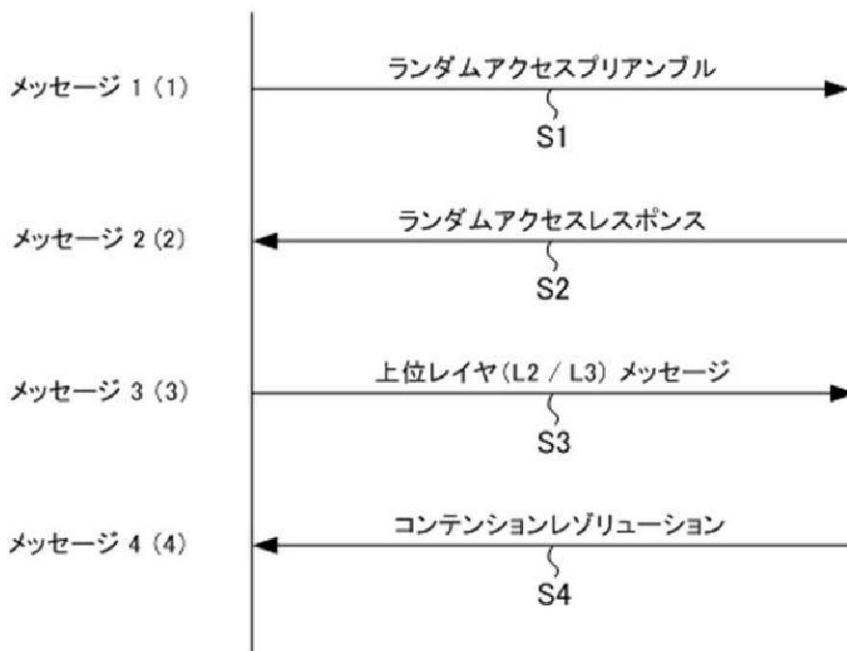 メッセージ 1 (1)
ランダムアクセスプリアンブル
S1
メッセージ 2 (2)
ランダムアクセスレスポンス
S2
メッセージ 3 (3)
上位レイヤ(L2 / L3) メッセージ
S3
メッセージ 4 (4)
コンテンションレゾリューション
S4